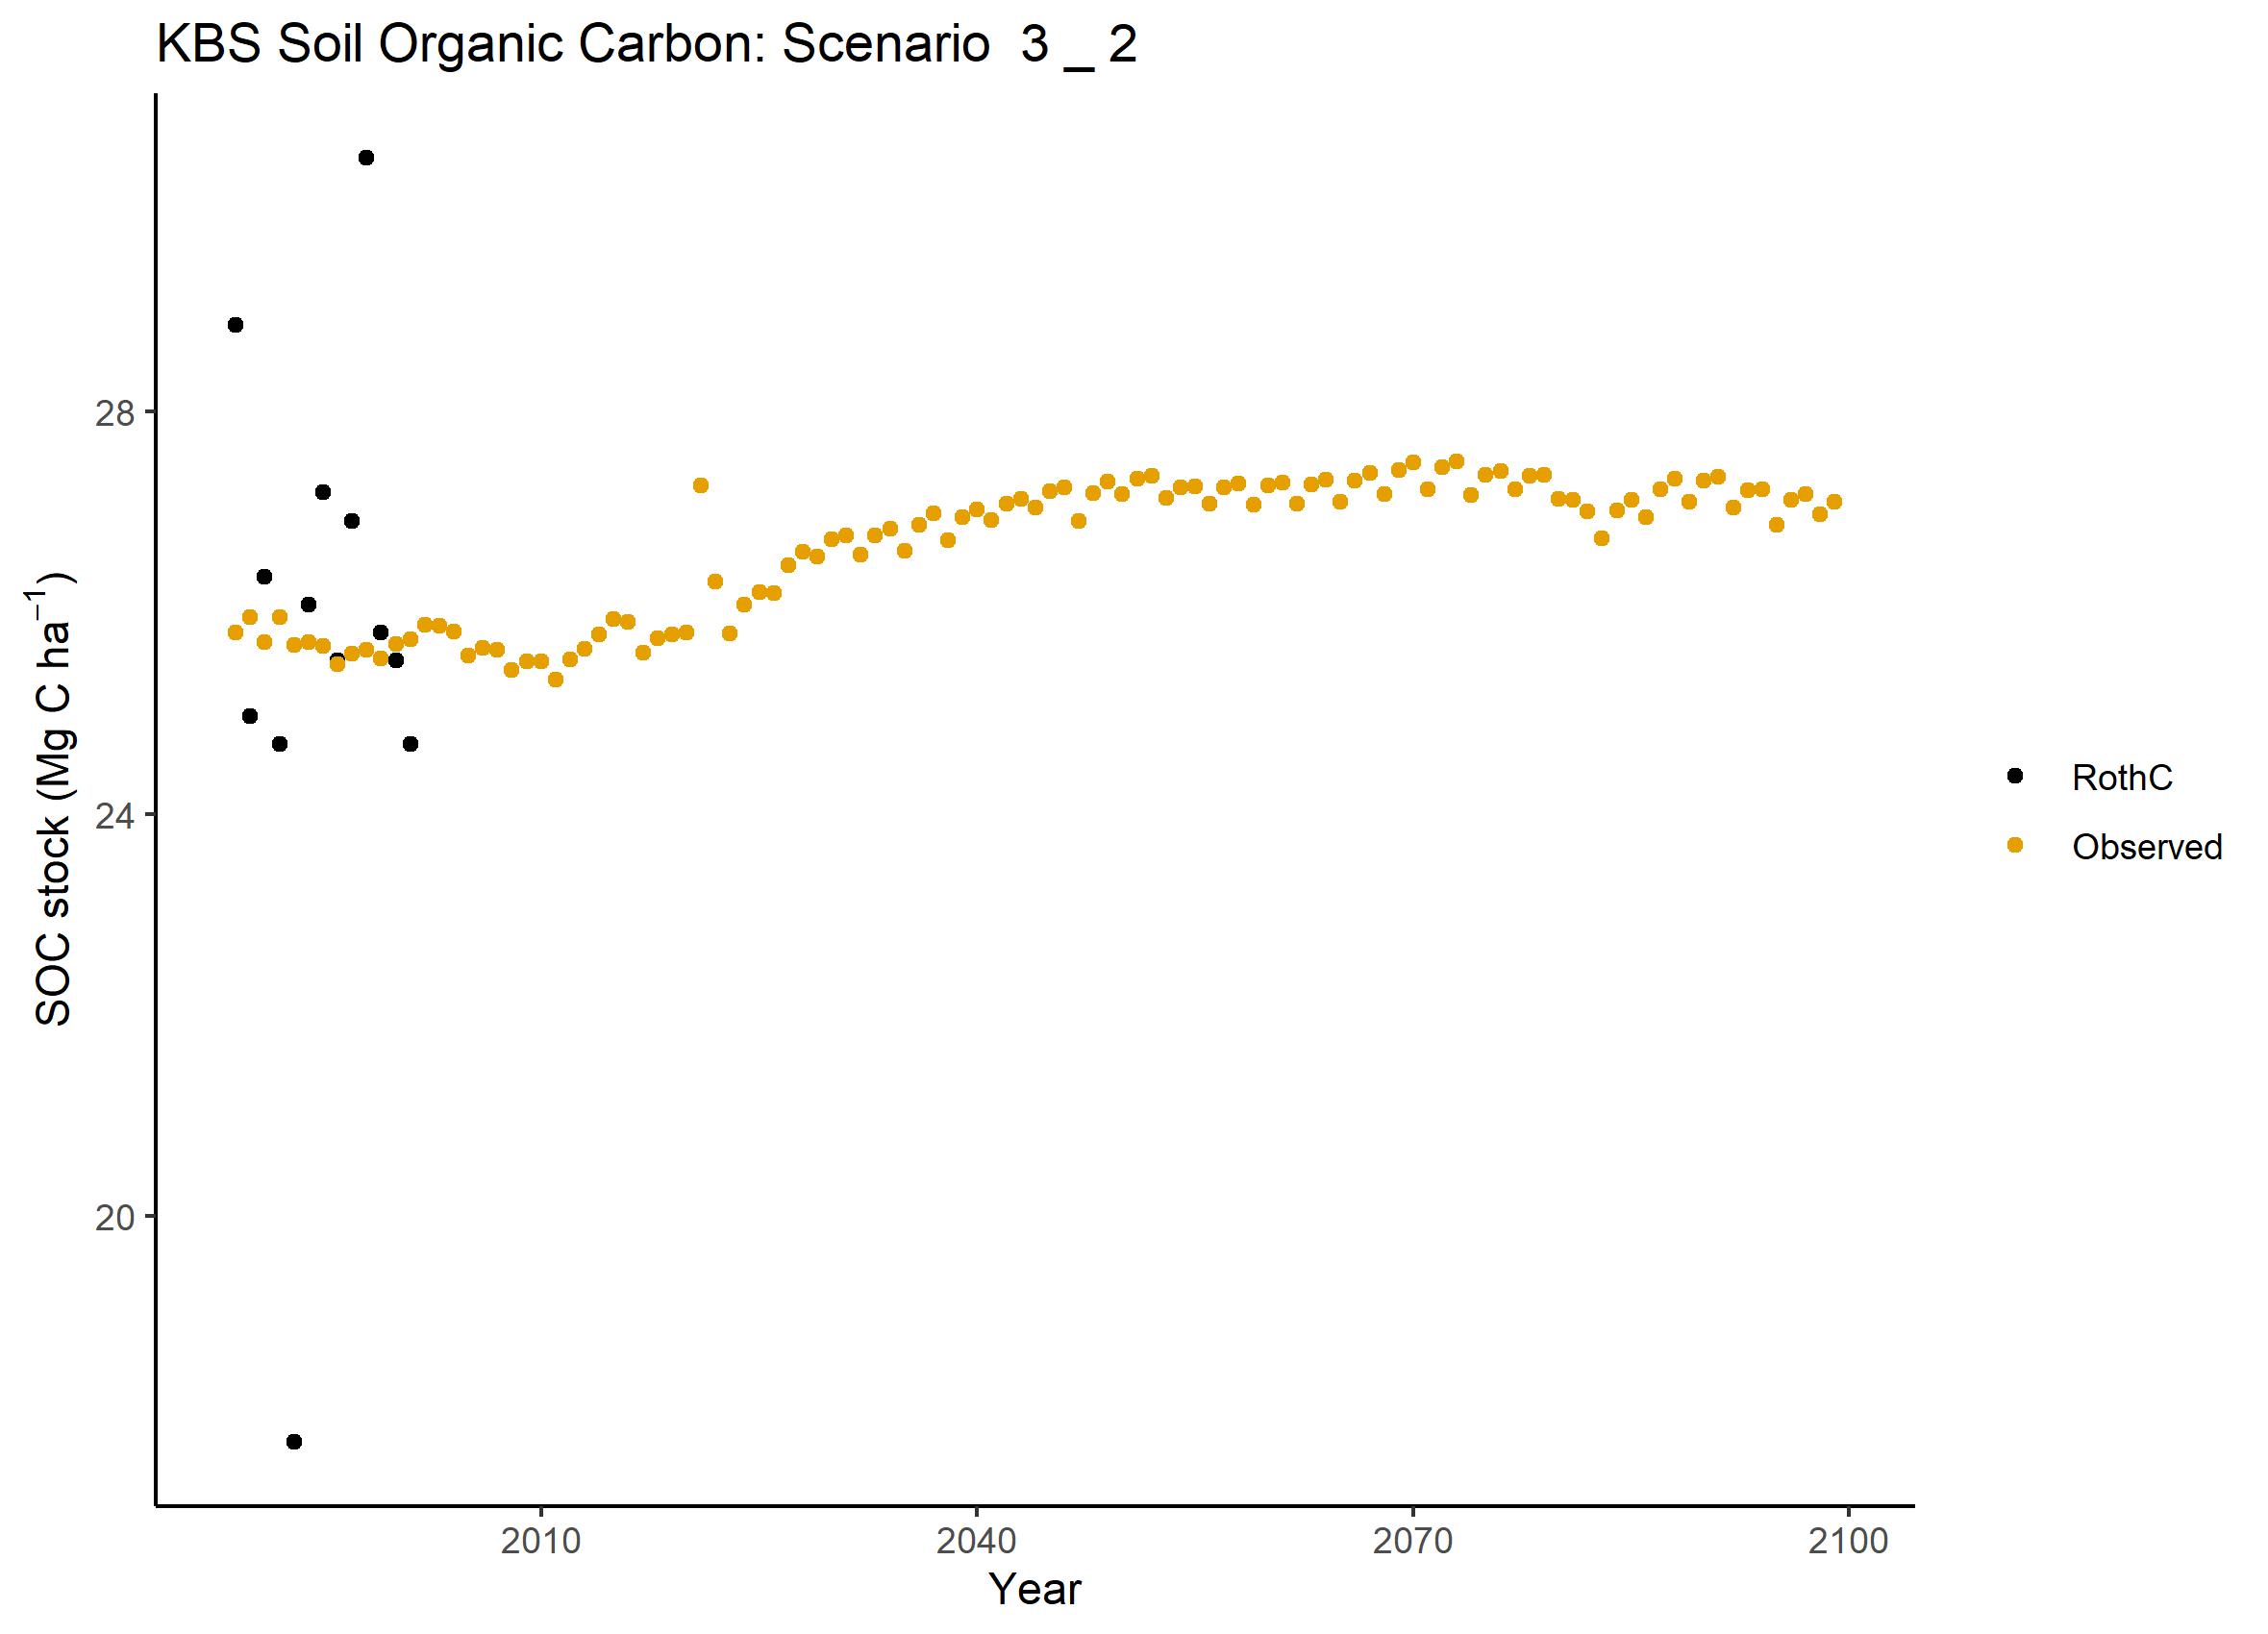 KBS Soil Organic Carbon: Scenario  3 _ 2
SOC stock (Mg C ha⁻¹)
28
24
20
2010 2040 2070 2100
Year
RothC
Observed